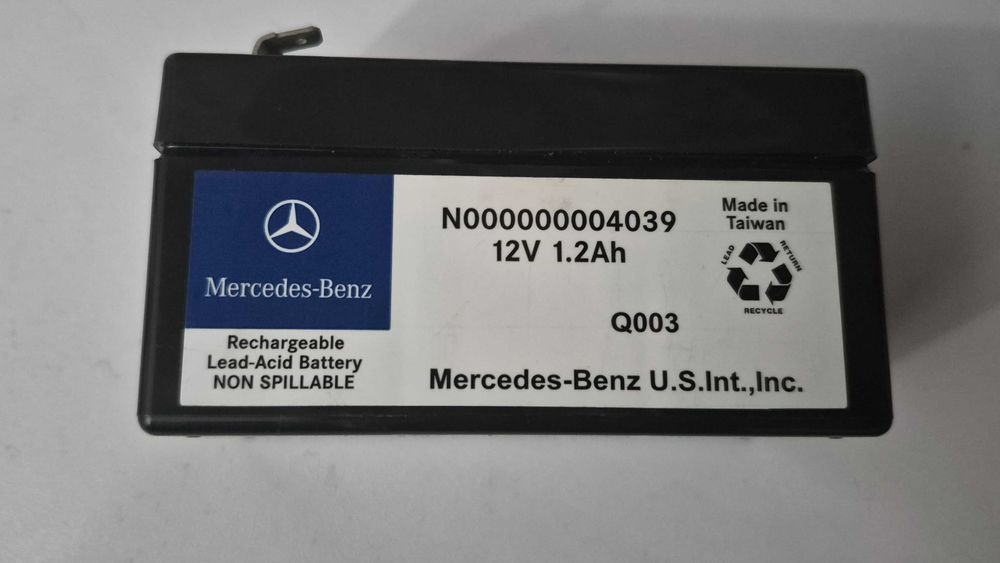 Mercedes-Benz
Rechargeable
Lead-Acid Battery
NON SPILLABLE
N000000004039
12V 1.2Ah
Q003
Mercedes-Benz U.S.Int.,Inc.
Made in
Taiwan
LEAD
RETURN
RECYCLE